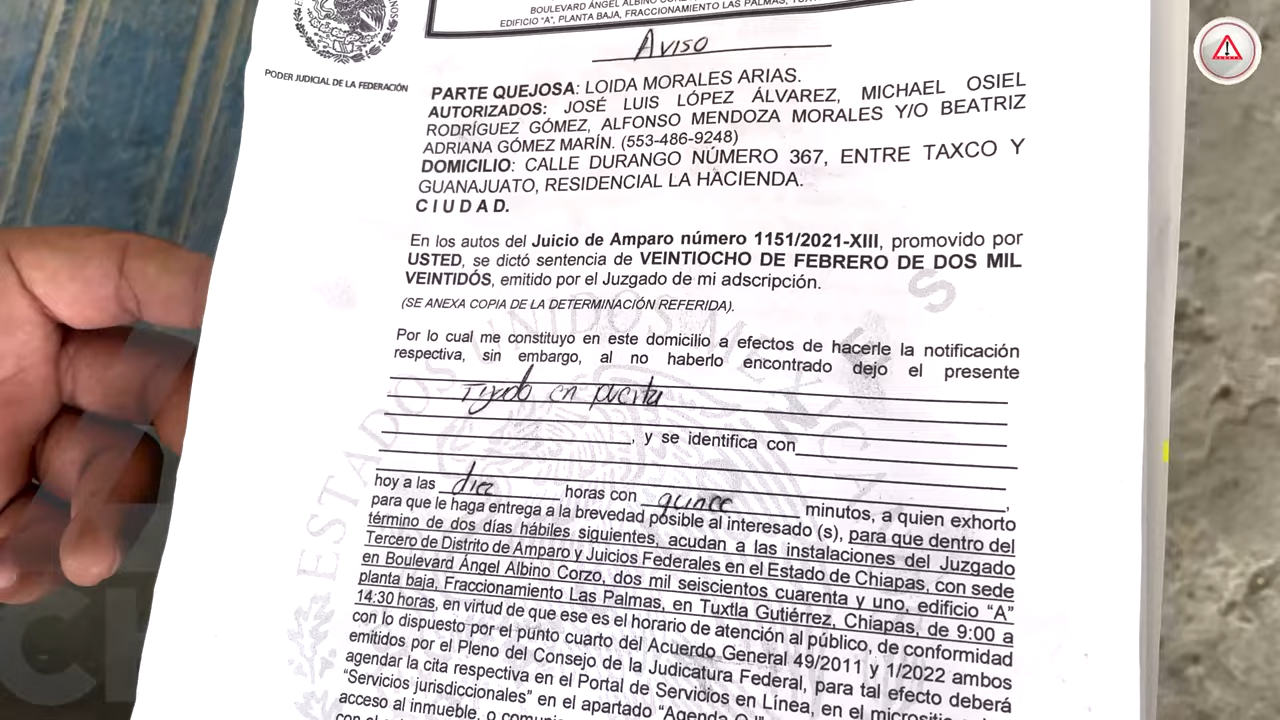 BOULEVARD ÁNGEL ALBINO
EDIFICIO "A", PLANTA BAJA, FRACCIONAMIENTO LAS PALMAS,
Aviso
PODER JUDICIAL DE LA FEDERACIÓN
PARTE QUEJOSA: LOIDA MORALES ARIAS.
AUTORIZADOS: JOSÉ LUIS LÓPEZ ÁLVAREZ, MICHAEL OSIEL
RODRÍGUEZ GÓMEZ, ALFONSO MENDOZA MORALES Y/O BEATRIZ
ADRIANA GÓMEZ MARÍN. (553-486-9248)
DOMICILIO: CALLE DURANGO NÚMERO 367, ENTRE TAXCO Y
GUANAJUATO, RESIDENCIAL LA HACIENDA.
CIUDAD.
En los autos del Juicio de Amparo número 1151/2021-XIII, promovido por
USTED, se dictó sentencia de VEINTIOCHO DE FEBRERO DE DOS MIL
VEINTIDÓS, emitido por el Juzgado de mi adscripción.
(SE ANEXA COPIA DE LA DETERMINACIÓN REFERIDA).
Por lo cual me constituyo en este domicilio a efectos de hacerle la notificación
respectiva, sin embargo, al no haberlo encontrado dejo el presente
en
, y se identifica con
hoy a las diez horas con quince minutos, a quien exhorto
para que le haga entrega a la brevedad posible al interesado (s), para que dentro del
término de dos días hábiles siguientes, acudan a las instalaciones del Juzgado
Tercero de Distrito de Amparo y Juicios Federales en el Estado de Chiapas, con sede
en Boulevard Ángel Albino Corzo, dos mil seiscientos cuarenta y uno, edificio "A"
planta baja, Fraccionamiento Las Palmas, en Tuxtla Gutiérrez, Chiapas, de 9:00 a
14:30 horas, en virtud de que ese es el horario de atención al público, de conformidad
con lo dispuesto por el punto cuarto del Acuerdo General 49/2011 y 1/2022 ambos
emitidos por el Pleno del Consejo de la Judicatura Federal, para tal efecto deberá
agendar la cita respectiva en el Portal de Servicios en Línea, en el
"Servicios jurisdiccionales" en el apartado "Agenda
acceso al inmueble, o
ESTADOS UNIDOS MEXICANOS